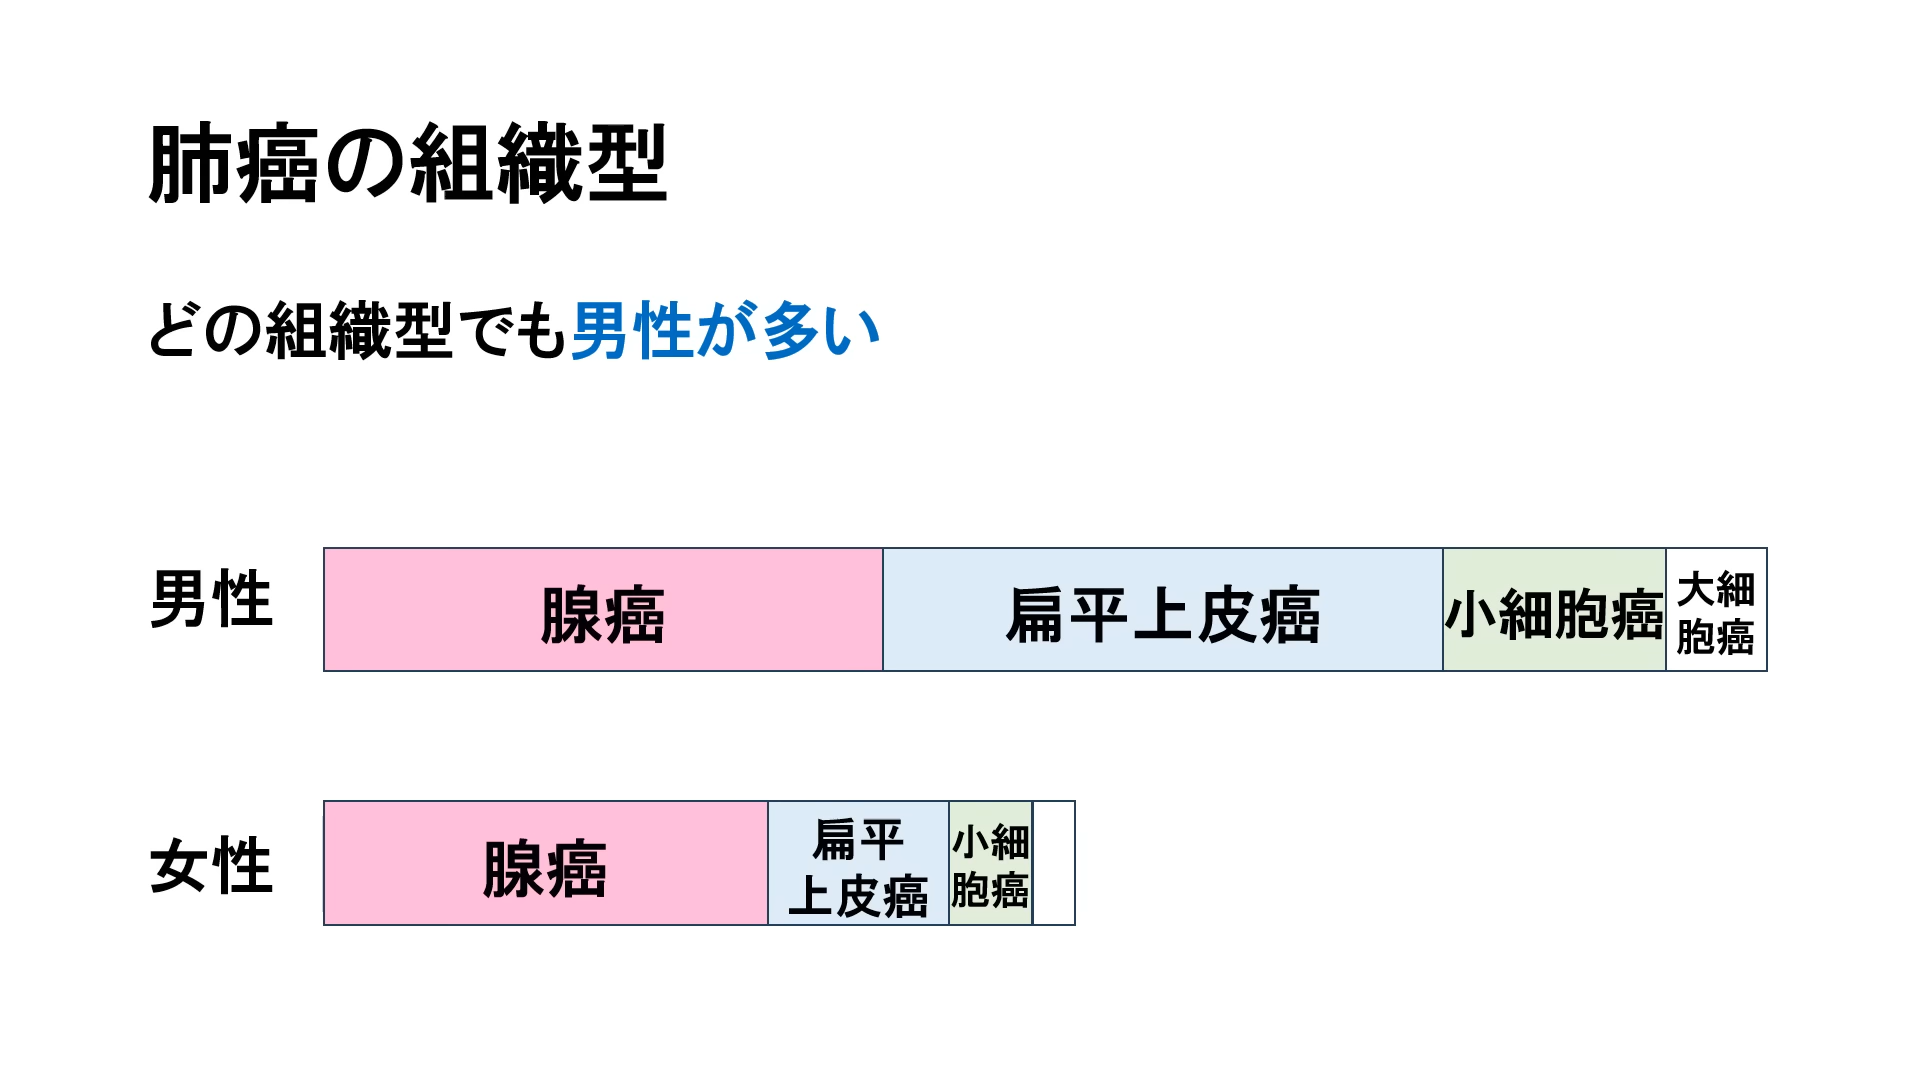 肺癌の組織型
どの組織型でも男性が多い
男性
腺癌
扁平上皮癌
小細胞癌
大細
胞癌
女性
腺癌
扁平
上皮癌
小細
胞癌